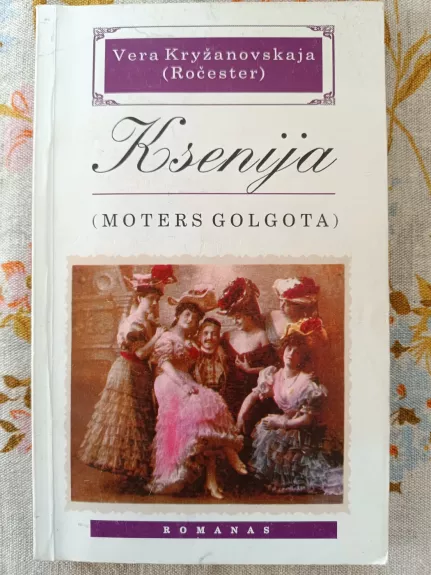 Vera Kryžanovskaja
(Ročester)
Ksenija
(MOTERS GOLGOTA)
ROMANAS